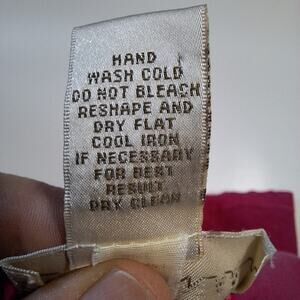 HAND
WASH COLD
DO NOT BLEACH
RESHAPE AND
DRY FLAT
COOL IRON
IF NECESSARY
FOR BEST
RESULT
DRY CLEAN